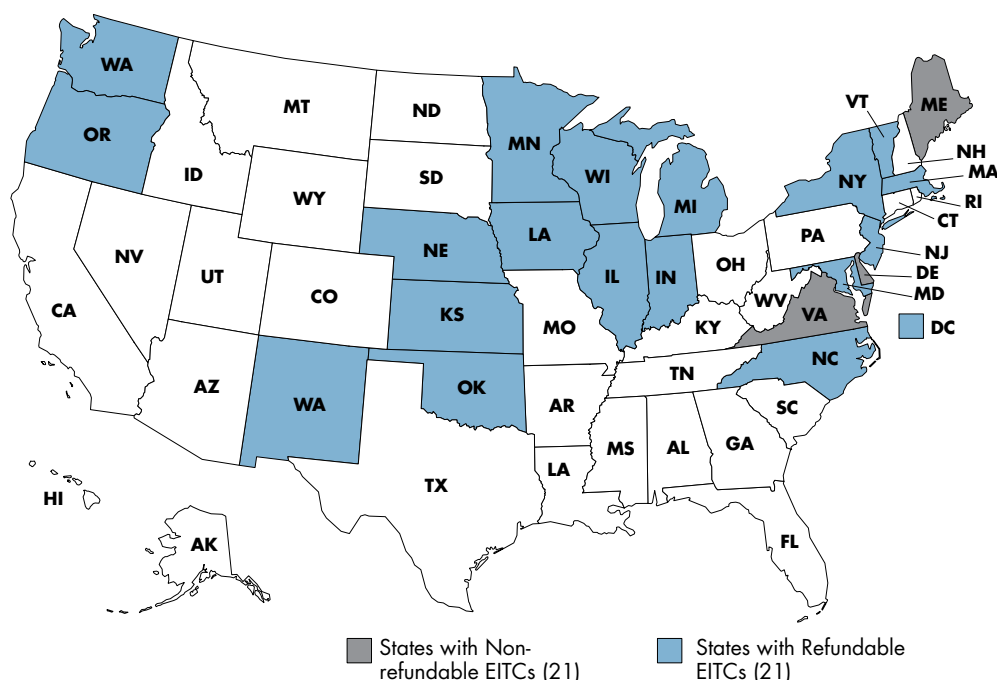 WA
MT
ND
MN
VT
ME
OR
ID
SD
WI
NH
MA
WY
MI
NY
RI
CT
NV
NE
LA
PA
NJ
UT
CO
IL
IN
OH
DE
MD
CA
KS
MO
WV
VA
DC
KY
AZ
WA
OK
TN
NC
AR
SC
MS
AL
GA
LA
TX
HI
AK
FL
States with Non-
refundable EITCs (21)
States with Refundable
EITCs (21)